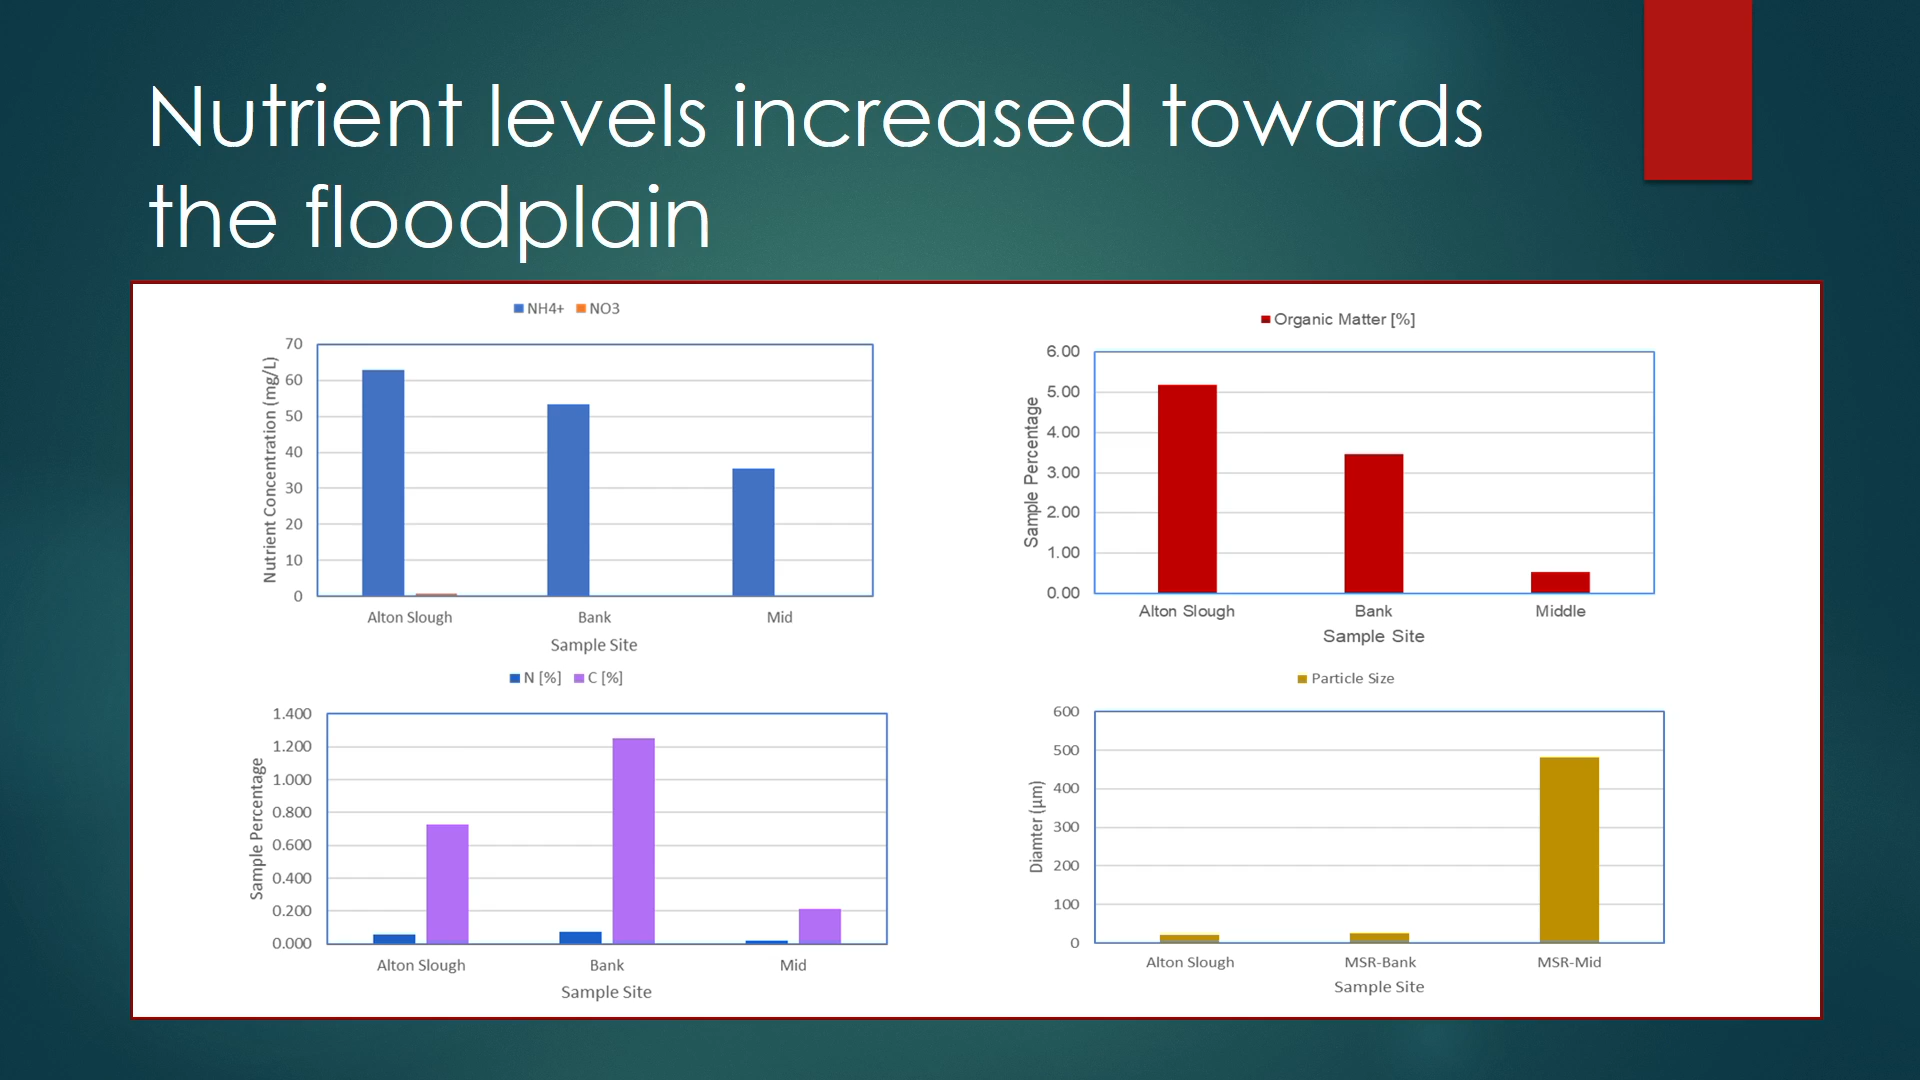 Nutrient levels increased towards
the floodplain
NH4+ NO3
Nutrient Concentration (mg/L)
70
60
50
40
30
20
10
0
Alton Slough Bank Mid
Sample Site
Organic Matter [%]
Sample Percentage
6.00
5.00
4.00
3.00
2.00
1.00
0.00
Alton Slough Bank Middle
Sample Site
N [%] C [%]
Sample Percentage
1.400
1.200
1.000
0.800
0.600
0.400
0.200
0.000
Alton Slough Bank Mid
Sample Site
Particle Size
Diamter (µm)
600
500
400
300
200
100
0
Alton Slough MSR-Bank MSR-Mid
Sample Site